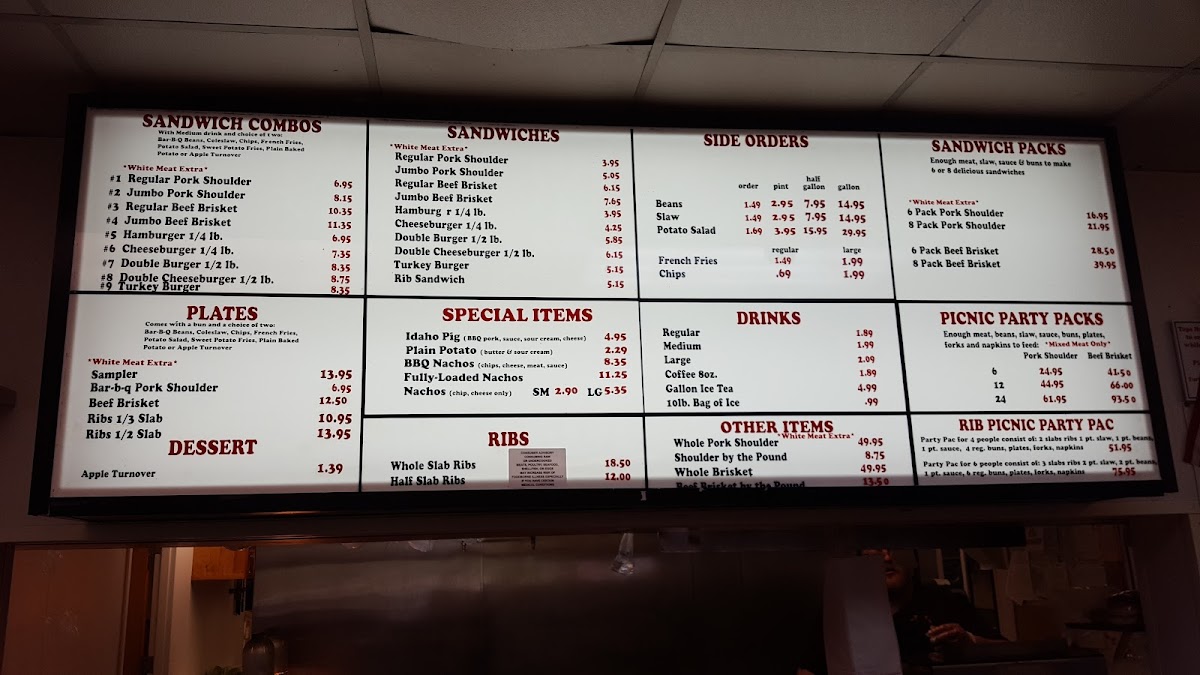 SANDWICH COMBOS
With Medium drink and choice of two:
Bar-B-Q Beans, Coleslaw, Chips, French Fries,
Potato Salad, Sweet Potato Fries, Plain Baked
Potato or Apple Turnover
*White Meat Extra*
#1 Regular Pork Shoulder 6.95
#2 Jumbo Pork Shoulder 8.15
#3 Regular Beef Brisket 10.35
#4 Jumbo Beef Brisket 11.35
#5 Hamburger 1/4 lb. 6.95
#6 Cheeseburger 1/4 lb. 7.35
#7 Double Burger 1/2 lb. 8.35
#8 Double Cheeseburger 1/2 lb. 8.75
#9 Turkey Burger 8.35
SANDWICHES
*White Meat Extra*
Regular Pork Shoulder 3.95
Jumbo Pork Shoulder 5.05
Regular Beef Brisket 6.15
Jumbo Beef Brisket 7.65
Hamburg r 1/4 lb. 3.95
Cheeseburger 1/4 lb. 4.25
Double Burger 1/2 lb. 5.85
Double Cheeseburger 1/2 lb. 6.15
Turkey Burger 5.15
Rib Sandwich 5.15
SIDE ORDERS
order pint half gallon gallon
Beans 1.49 2.95 7.95 14.95
Slaw 1.49 2.95 7.95 14.95
Potato Salad 1.69 3.95 15.95 29.95
regular large
French Fries 1.49 1.99
Chips .69 1.99
SANDWICH PACKS
Enough meat, slaw, sauce & buns to make
6 or 8 delicious sandwiches
*White Meat Extra*
6 Pack Pork Shoulder 16.95
8 Pack Pork Shoulder 21.95
6 Pack Beef Brisket 28.50
8 Pack Beef Brisket 39.95
PLATES
Comes with a bun and a choice of two:
Bar-B-Q Beans, Coleslaw, Chips, French Fries,
Potato Salad, Sweet Potato Fries, Plain Baked
Potato or Apple Turnover
*White Meat Extra*
Sampler 13.95
Bar-b-q Pork Shoulder 6.95
Beef Brisket 12.50
Ribs 1/3 Slab 10.95
Ribs 1/2 Slab 13.95
DESSERT
Apple Turnover 1.39
SPECIAL ITEMS
Idaho Pig (BBQ pork, sauce, sour cream, cheese) 4.95
Plain Potato (butter & sour cream) 2.29
BBQ Nachos (chips, cheese, meat, sauce) 8.35
Fully-Loaded Nachos 11.25
Nachos (chip, cheese only) SM 2.90 LG 5.35
RIBS
Whole Slab Ribs 18.50
Half Slab Ribs 12.00
DRINKS
Regular 1.89
Medium 1.99
Large 2.09
Coffee 8oz. 1.89
Gallon Ice Tea 4.99
10lb. Bag of Ice .99
OTHER ITEMS
*White Meat Extra*
Whole Pork Shoulder 49.95
Shoulder by the Pound 8.75
Whole Brisket 49.95
Beef Brisket by the Pound 13.50
PICNIC PARTY PACKS
Enough meat, beans, slaw, sauce, buns, plates,
forks and napkins to feed: *Mixed Meat Only*
Pork Shoulder Beef Brisket
6 24.95 41.50
12 44.95 66.00
24 61.95 93.50
RIB PICNIC PARTY PAC
Party Pac for 4 people consist of: 2 slabs ribs 1 pt. slaw, 1 pt. beans,
1 pt. sauce, 4 reg, buns, plates, forks, napkins 51.95
Party Pac for 6 people consist of: 3 slabs ribs 1 pt. slaw, 2 pt. beans,
1 pt. sauce, 6 reg, buns, plates, forks, napkins 75.95